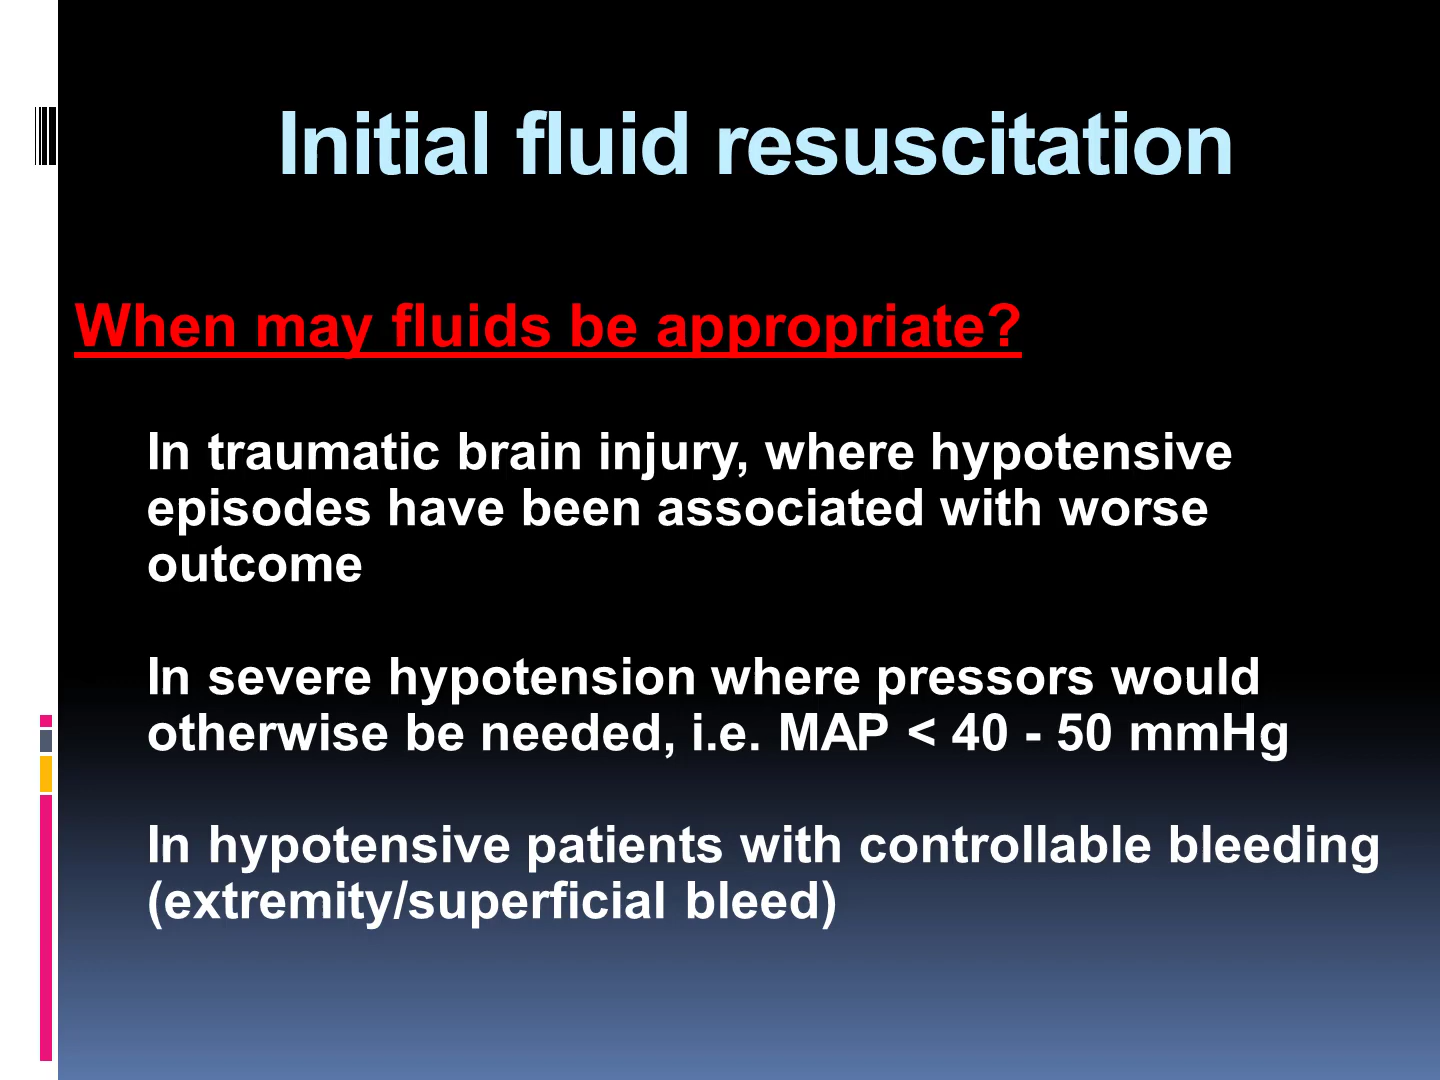 Initial fluid resuscitation
When may fluids be appropriate?
In traumatic brain injury, where hypotensive
episodes have been associated with worse
outcome
In severe hypotension where pressors would
otherwise be needed, i.e. MAP < 40 - 50 mmHg
In hypotensive patients with controllable bleeding
(extremity/superficial bleed)